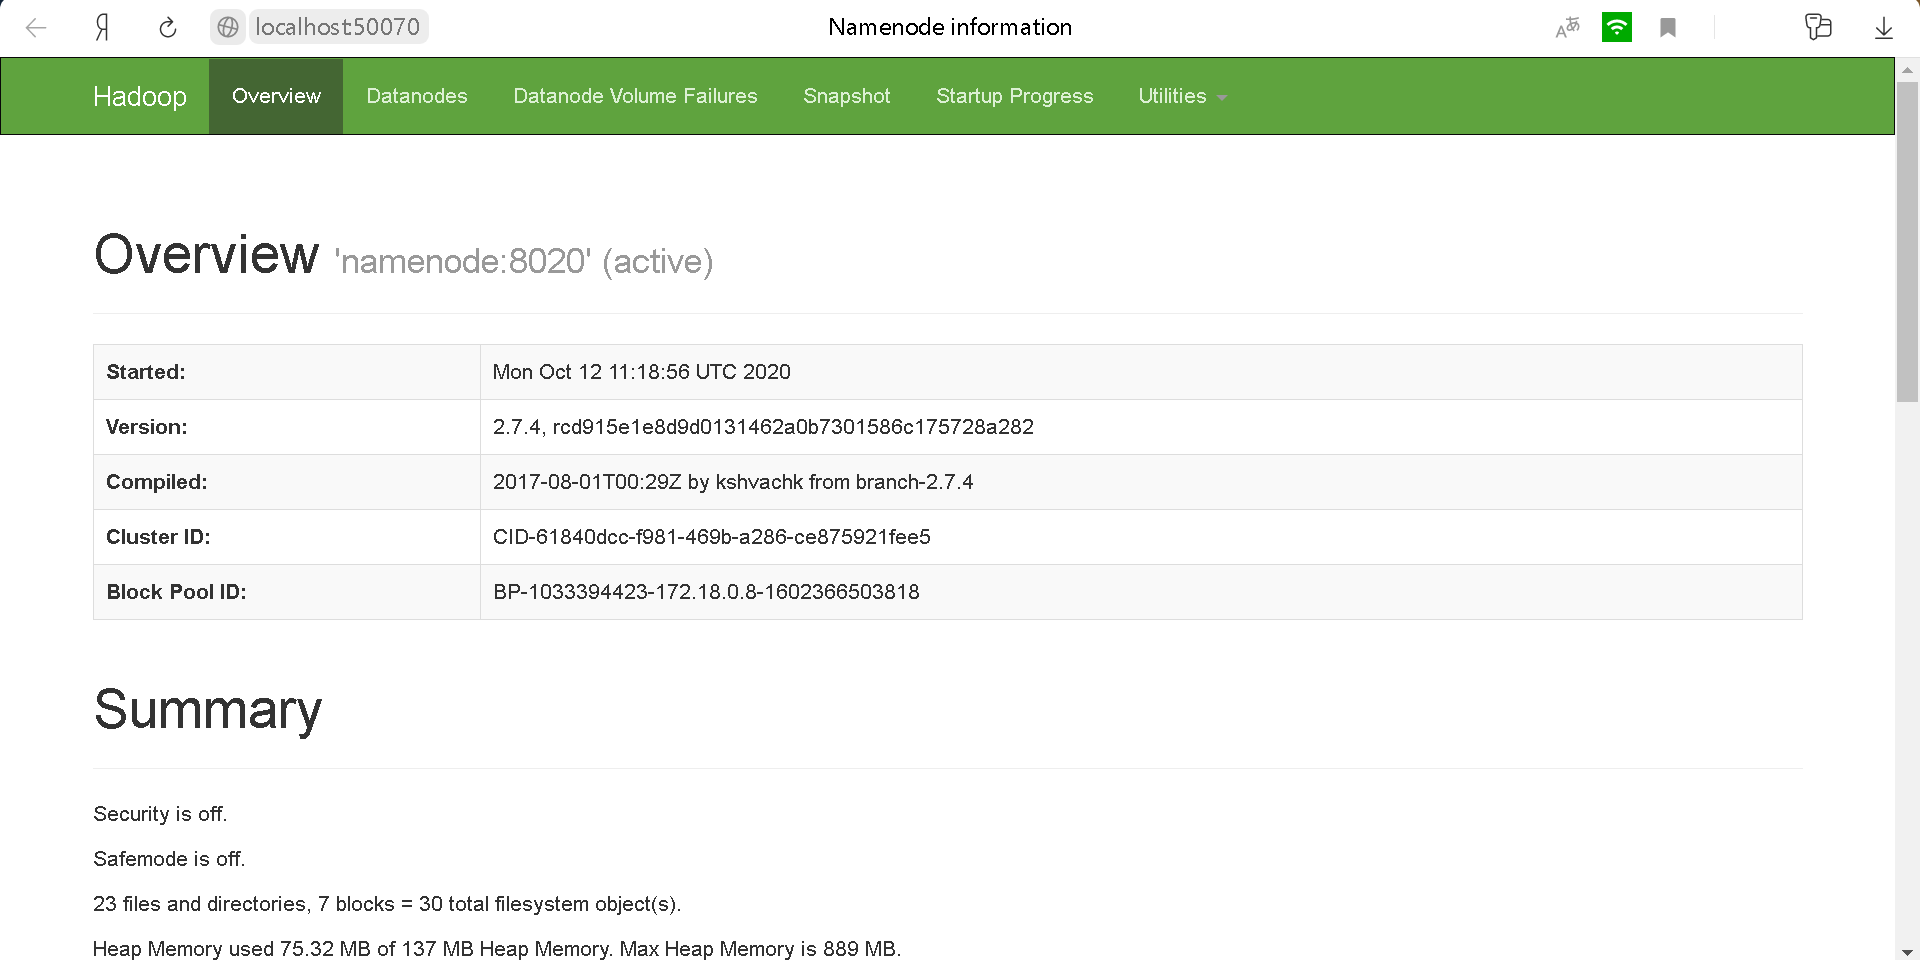 localhost50070 Namenode information
Hadoop Overview Datanodes Datanode Volume Failures Snapshot Startup Progress Utilities
Overview 'namenode:8020' (active)
Started: Mon Oct 12 11:18:56 UTC 2020
Version: 2.7.4, rcd915e1e8d9d0131462a0b7301586c175728a282
Compiled: 2017-08-01T00:29Z by kshvachk from branch-2.7.4
Cluster ID: CID-61840dcc-f981-469b-a286-ce875921fee5
Block Pool ID: BP-1033394423-172.18.0.8-1602366503818
Summary
Security is off.
Safemode is off.
23 files and directories, 7 blocks = 30 total filesystem object(s).
Heap Memory used 75.32 MB of 137 MB Heap Memory. Max Heap Memory is 889 MB.